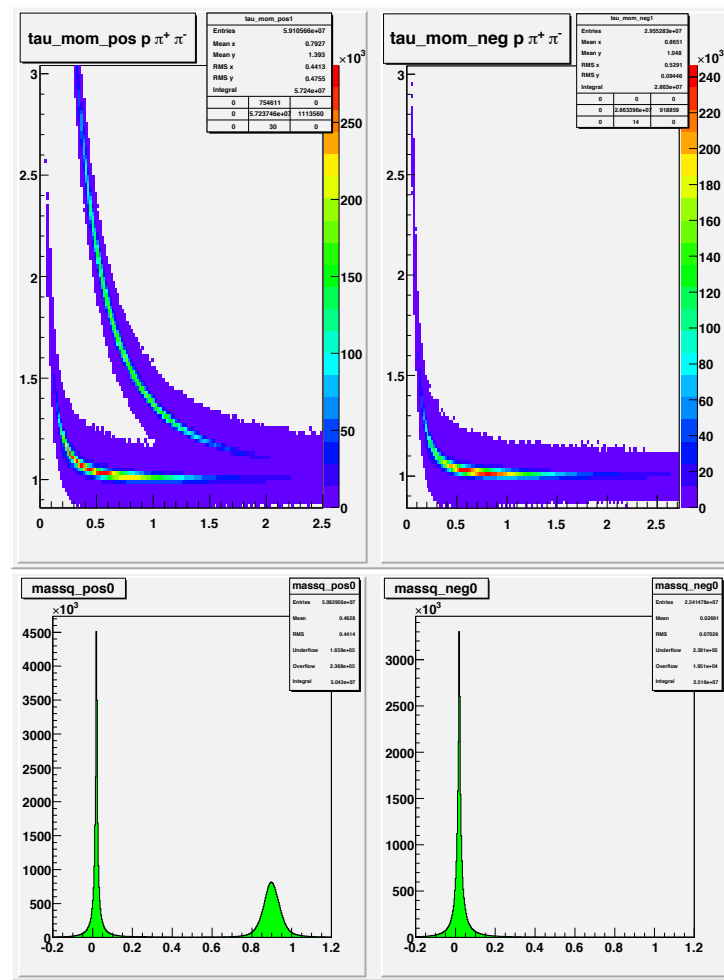 tau_mom_pos p π⁺ π⁻
tau_mom_pos1
Entries 5.910566e+07
Mean x 0.7927
Mean y 1.393
RMS x 0.4413
RMS y 0.4755
Integral 5.724e+07
0 754611 0
0 5.723746e+07 1113560
0 30 0
×10³
3
2.5
2
1.5
1
0 0.5 1 1.5 2 2.5
250
200
150
100
50
0
tau_mom_neg p π⁺ π⁻
tau_mom_neg1
Entries 2.955283e+07
Mean x 0.8651
Mean y 1.048
RMS x 0.5291
RMS y 0.09446
Integral 2.863e+07
0 0 0
0 2.863396e+07 918859
0 14 0
×10³
3
2.5
2
1.5
1
0 0.5 1 1.5 2 2.5
240
220
200
180
160
140
120
100
80
60
40
20
0
massq_pos0
massq_pos0
Entries 5.082956e+07
Mean 0.4628
RMS 0.4414
Underflow 1.659e+05
Overflow 2.368e+05
Integral 5.043e+07
×10³
4500
4000
3500
3000
2500
2000
1500
1000
500
0
-0.2 0 0.2 0.4 0.6 0.8 1 1.2
massq_neg0
massq_neg0
Entries 2.541479e+07
Mean 0.02691
RMS 0.07026
Underflow 2.381e+05
Overflow 1.951e+04
Integral 2.516e+07
×10³
3000
2500
2000
1500
1000
500
0
-0.2 0 0.2 0.4 0.6 0.8 1 1.2